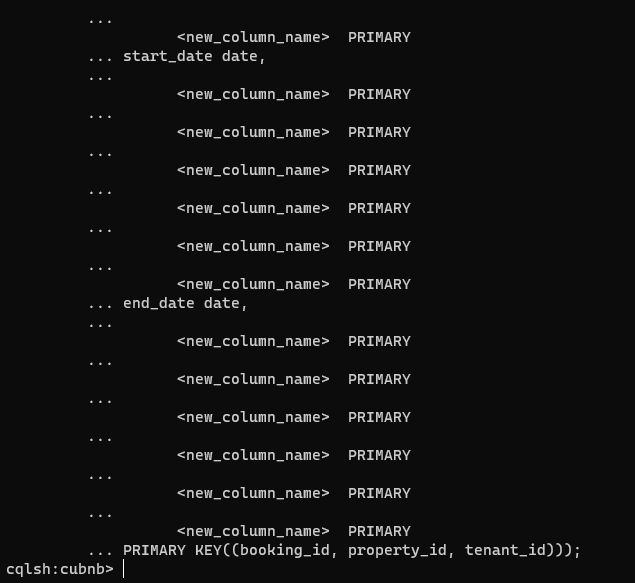 ...
<new_column_name> PRIMARY
... start_date date,
...
<new_column_name> PRIMARY
...
<new_column_name> PRIMARY
...
<new_column_name> PRIMARY
...
<new_column_name> PRIMARY
...
<new_column_name> PRIMARY
...
<new_column_name> PRIMARY
... end_date date,
...
<new_column_name> PRIMARY
...
<new_column_name> PRIMARY
...
<new_column_name> PRIMARY
...
<new_column_name> PRIMARY
...
<new_column_name> PRIMARY
...
<new_column_name> PRIMARY
... PRIMARY KEY((booking_id, property_id, tenant_id)));
cqlsh:cubnb>